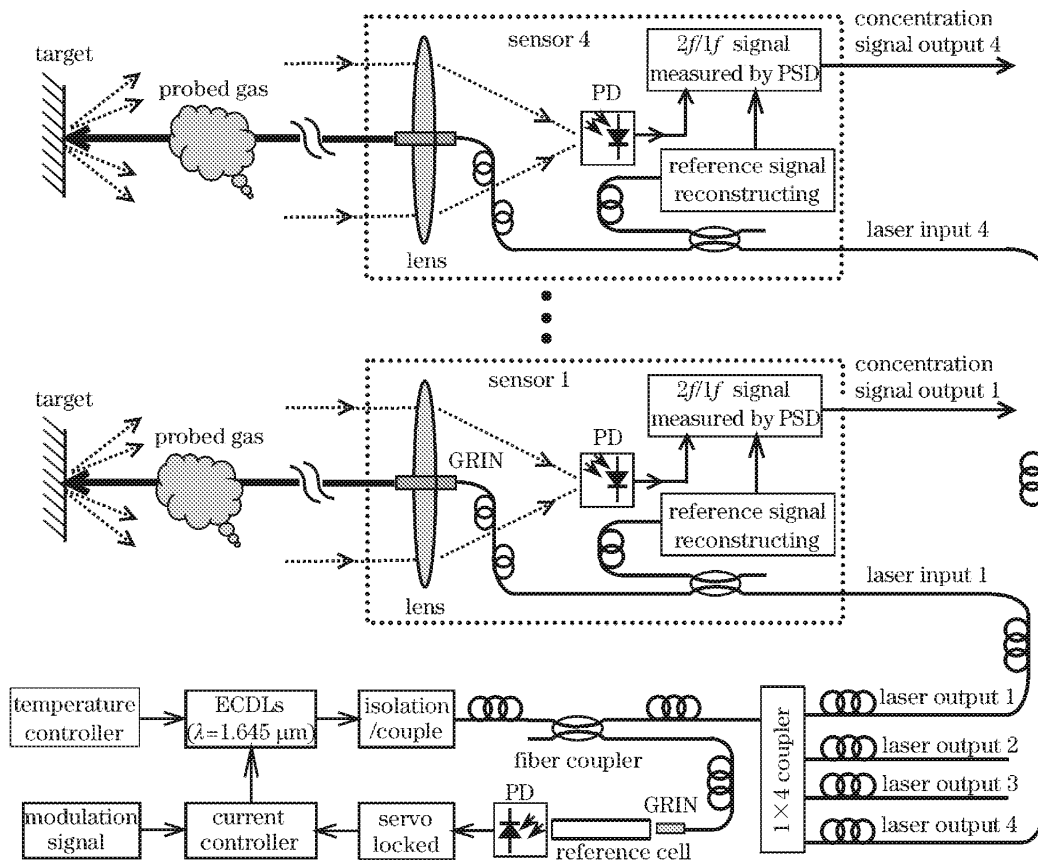 concentration
signal output 4
sensor 4
target
2f/1f signal
measured by PSD
probed gas
PD
reference signal
reconstructing
laser input 4
lens
concentration
signal output 1
sensor 1
target
2f/1f signal
measured by PSD
probed gas
PD
GRIN
reference signal
reconstructing
laser input 1
lens
temperature
controller
ECDLs
(λ=1.645 μm)
isolation
/couple
fiber coupler
1×4 coupler
laser output 1
laser output 2
laser output 3
laser output 4
modulation
signal
current
controller
servo
locked
PD
GRIN
reference cell